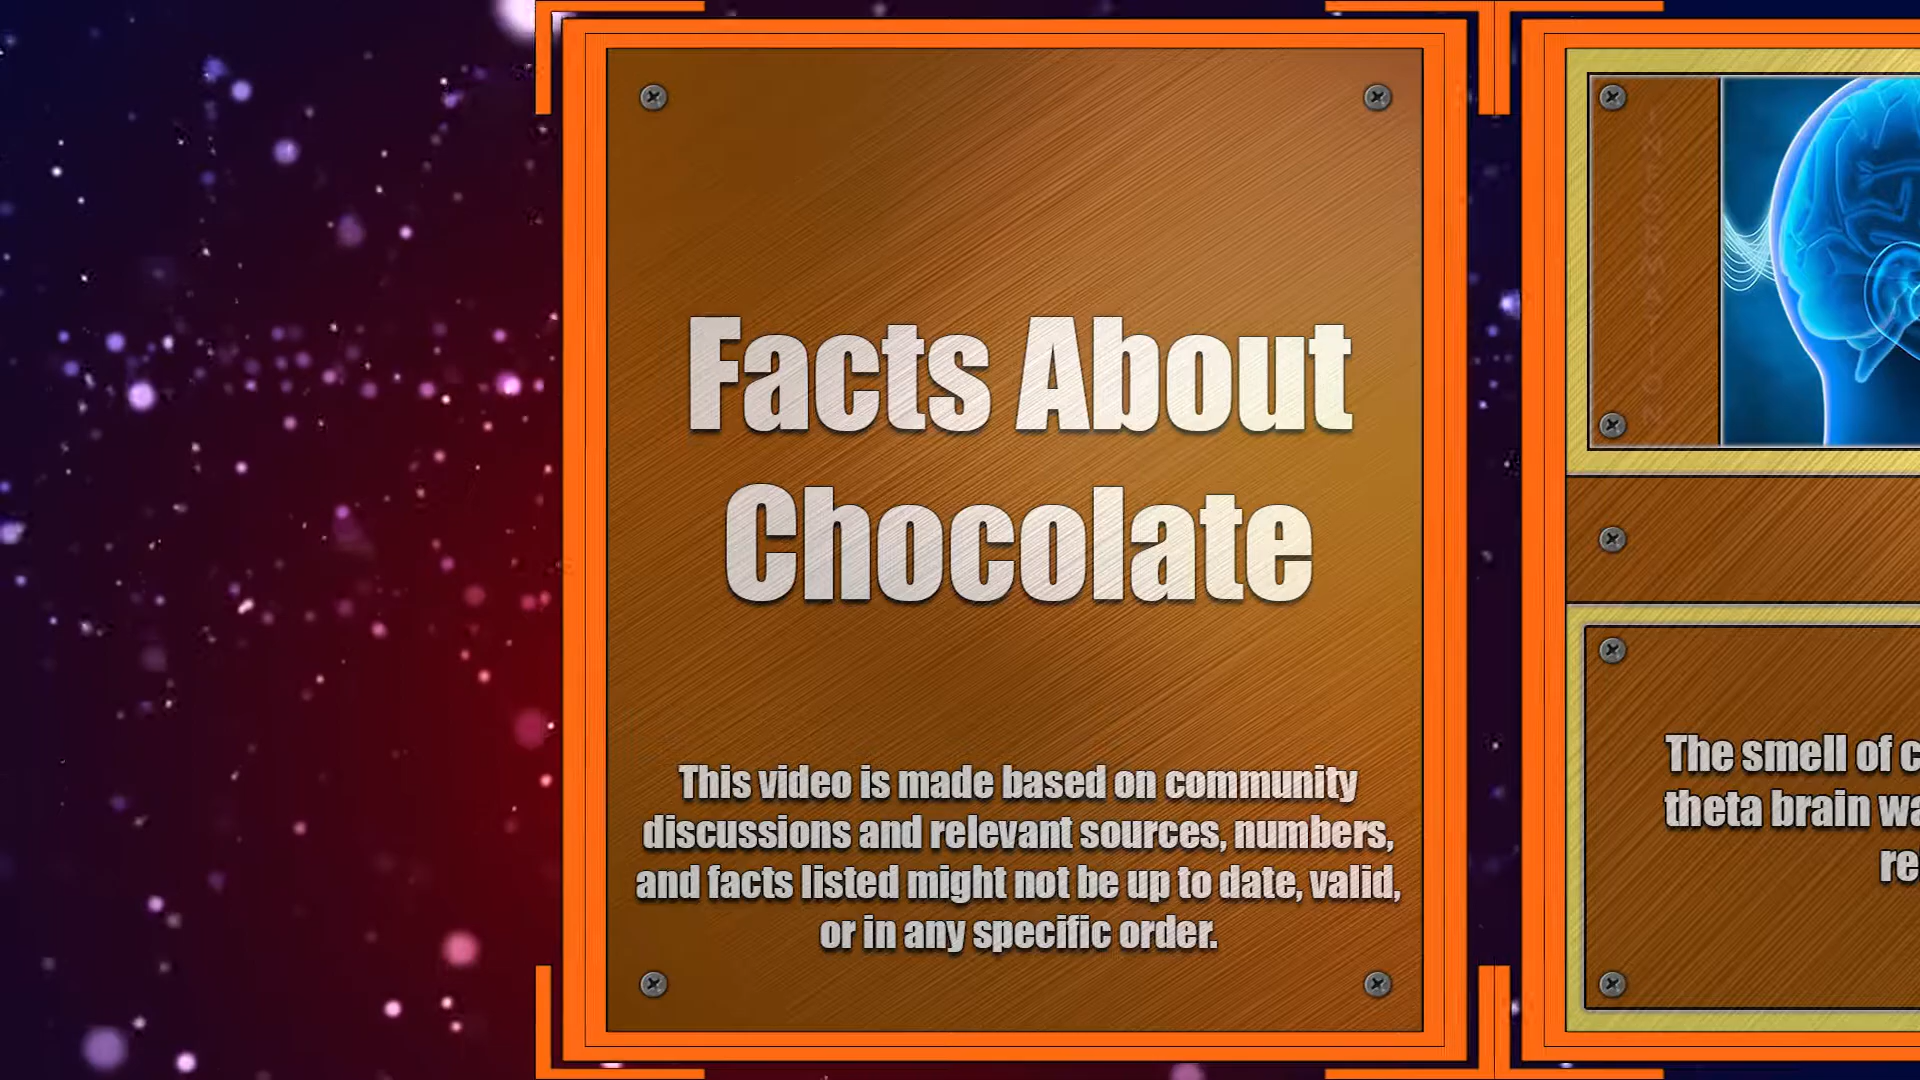 Facts About
Chocolate
This video is made based on community
discussions and relevant sources, numbers,
and facts listed might not be up to date, valid,
or in any specific order.
INFORMATION
The smell of
theta brain